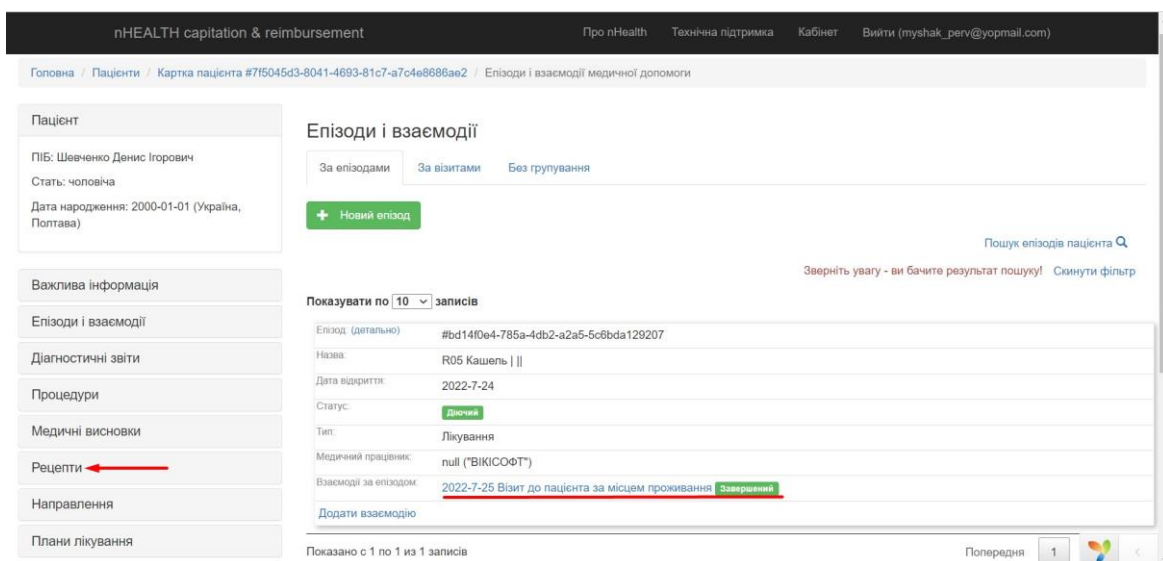 nHEALTH capitation & reimbursement
Про nHealth Технічна підтримка Кабінет Вийти (myshak_perv@yopmail.com)
Головна / Пацієнти / Картка пацієнта #7f5045d3-8041-4693-81c7-a7c4e8686ae2 / Епізоди і взаємодії медичної допомоги
Пацієнт
ПІБ: Шевченко Денис Ігорович
Стать: чоловіча
Дата народження: 2000-01-01 (Україна,
Полтава)
Важлива інформація
Епізоди і взаємодії
Діагностичні звіти
Процедури
Медичні висновки
Рецепти
Направлення
Плани лікування
Епізоди і взаємодії
За епізодами За візитами Без групування
+ Новий епізод
Пошук епізодів пацієнта
Зверніть увагу - ви бачите результат пошуку! Скинути фільтр
Показувати по 10 записів
Епізод: (детально) #bd14f0e4-785a-4db2-a2a5-5c6bda129207
Назва: R05 Кашель | ||
Дата відкриття: 2022-7-24
Статус: Діючий
Тип: Лікування
Медичний працівник: null ("ВІКІСОФТ")
Взаємодії за епізодом: 2022-7-25 Візит до пацієнта за місцем проживання Завершений
Додати взаємодію
Показано с 1 по 1 из 1 записів
Попередня 1